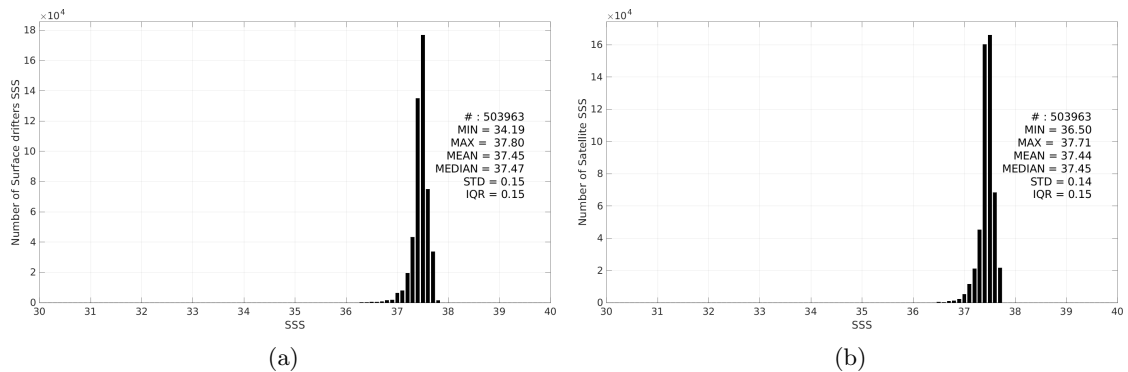 ×10⁴
18
16
14
12
10
8
6
4
2
0
Number of Surface drifters SSS
# : 503963
MIN = 34.19
MAX =  37.80
MEAN = 37.45
MEDIAN = 37.47
STD = 0.15
IQR = 0.15
30 31 32 33 34 35 36 37 38 39 40
SSS
(a)
×10⁴
16
14
12
10
8
6
4
2
0
Number of Satellite SSS
# : 503963
MIN = 36.50
MAX =  37.71
MEAN = 37.44
MEDIAN = 37.45
STD = 0.14
IQR = 0.15
30 31 32 33 34 35 36 37 38 39 40
SSS
(b)